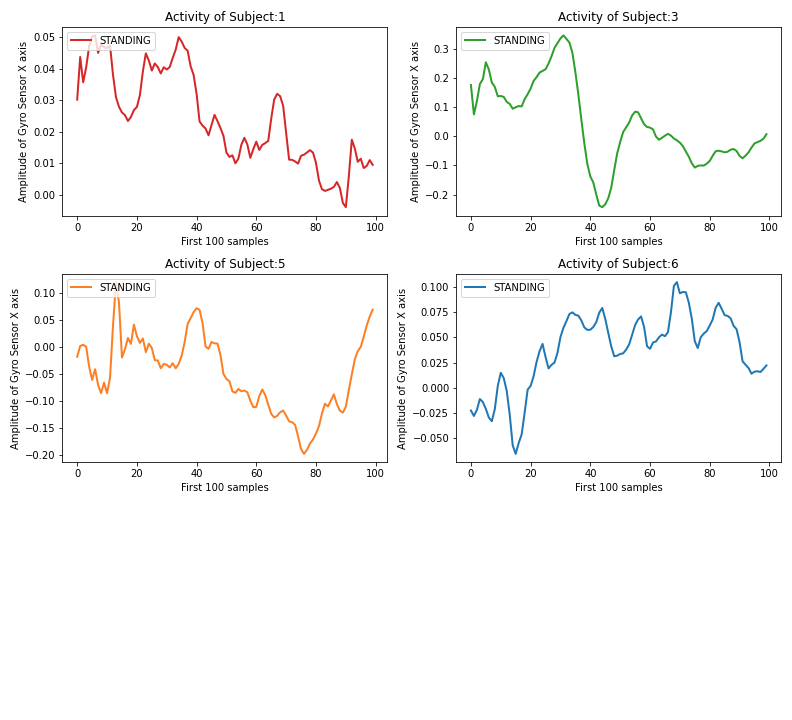 Activity of Subject:1
STANDING
Amplitude of Gyro Sensor X axis
0.05
0.04
0.03
0.02
0.01
0.00
0 20 40 60 80 100
First 100 samples
Activity of Subject:3
STANDING
Amplitude of Gyro Sensor X axis
0.3
0.2
0.1
0.0
−0.1
−0.2
0 20 40 60 80 100
First 100 samples
Activity of Subject:5
STANDING
Amplitude of Gyro Sensor X axis
0.10
0.05
0.00
−0.05
−0.10
−0.15
−0.20
0 20 40 60 80 100
First 100 samples
Activity of Subject:6
STANDING
Amplitude of Gyro Sensor X axis
0.100
0.075
0.050
0.025
0.000
−0.025
−0.050
0 20 40 60 80 100
First 100 samples